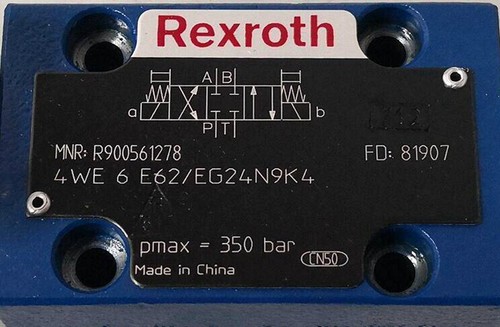 Rexroth
A B
a b
P T
MNR: R900561278 FD: 81907
4WE 6 E62/EG24N9K4
pmax = 350 bar
Made in China CN50